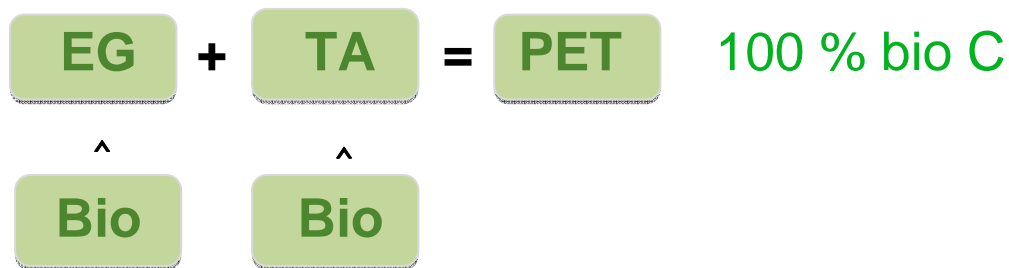 EG + TA = PET 100 % bio C
^ ^
Bio Bio